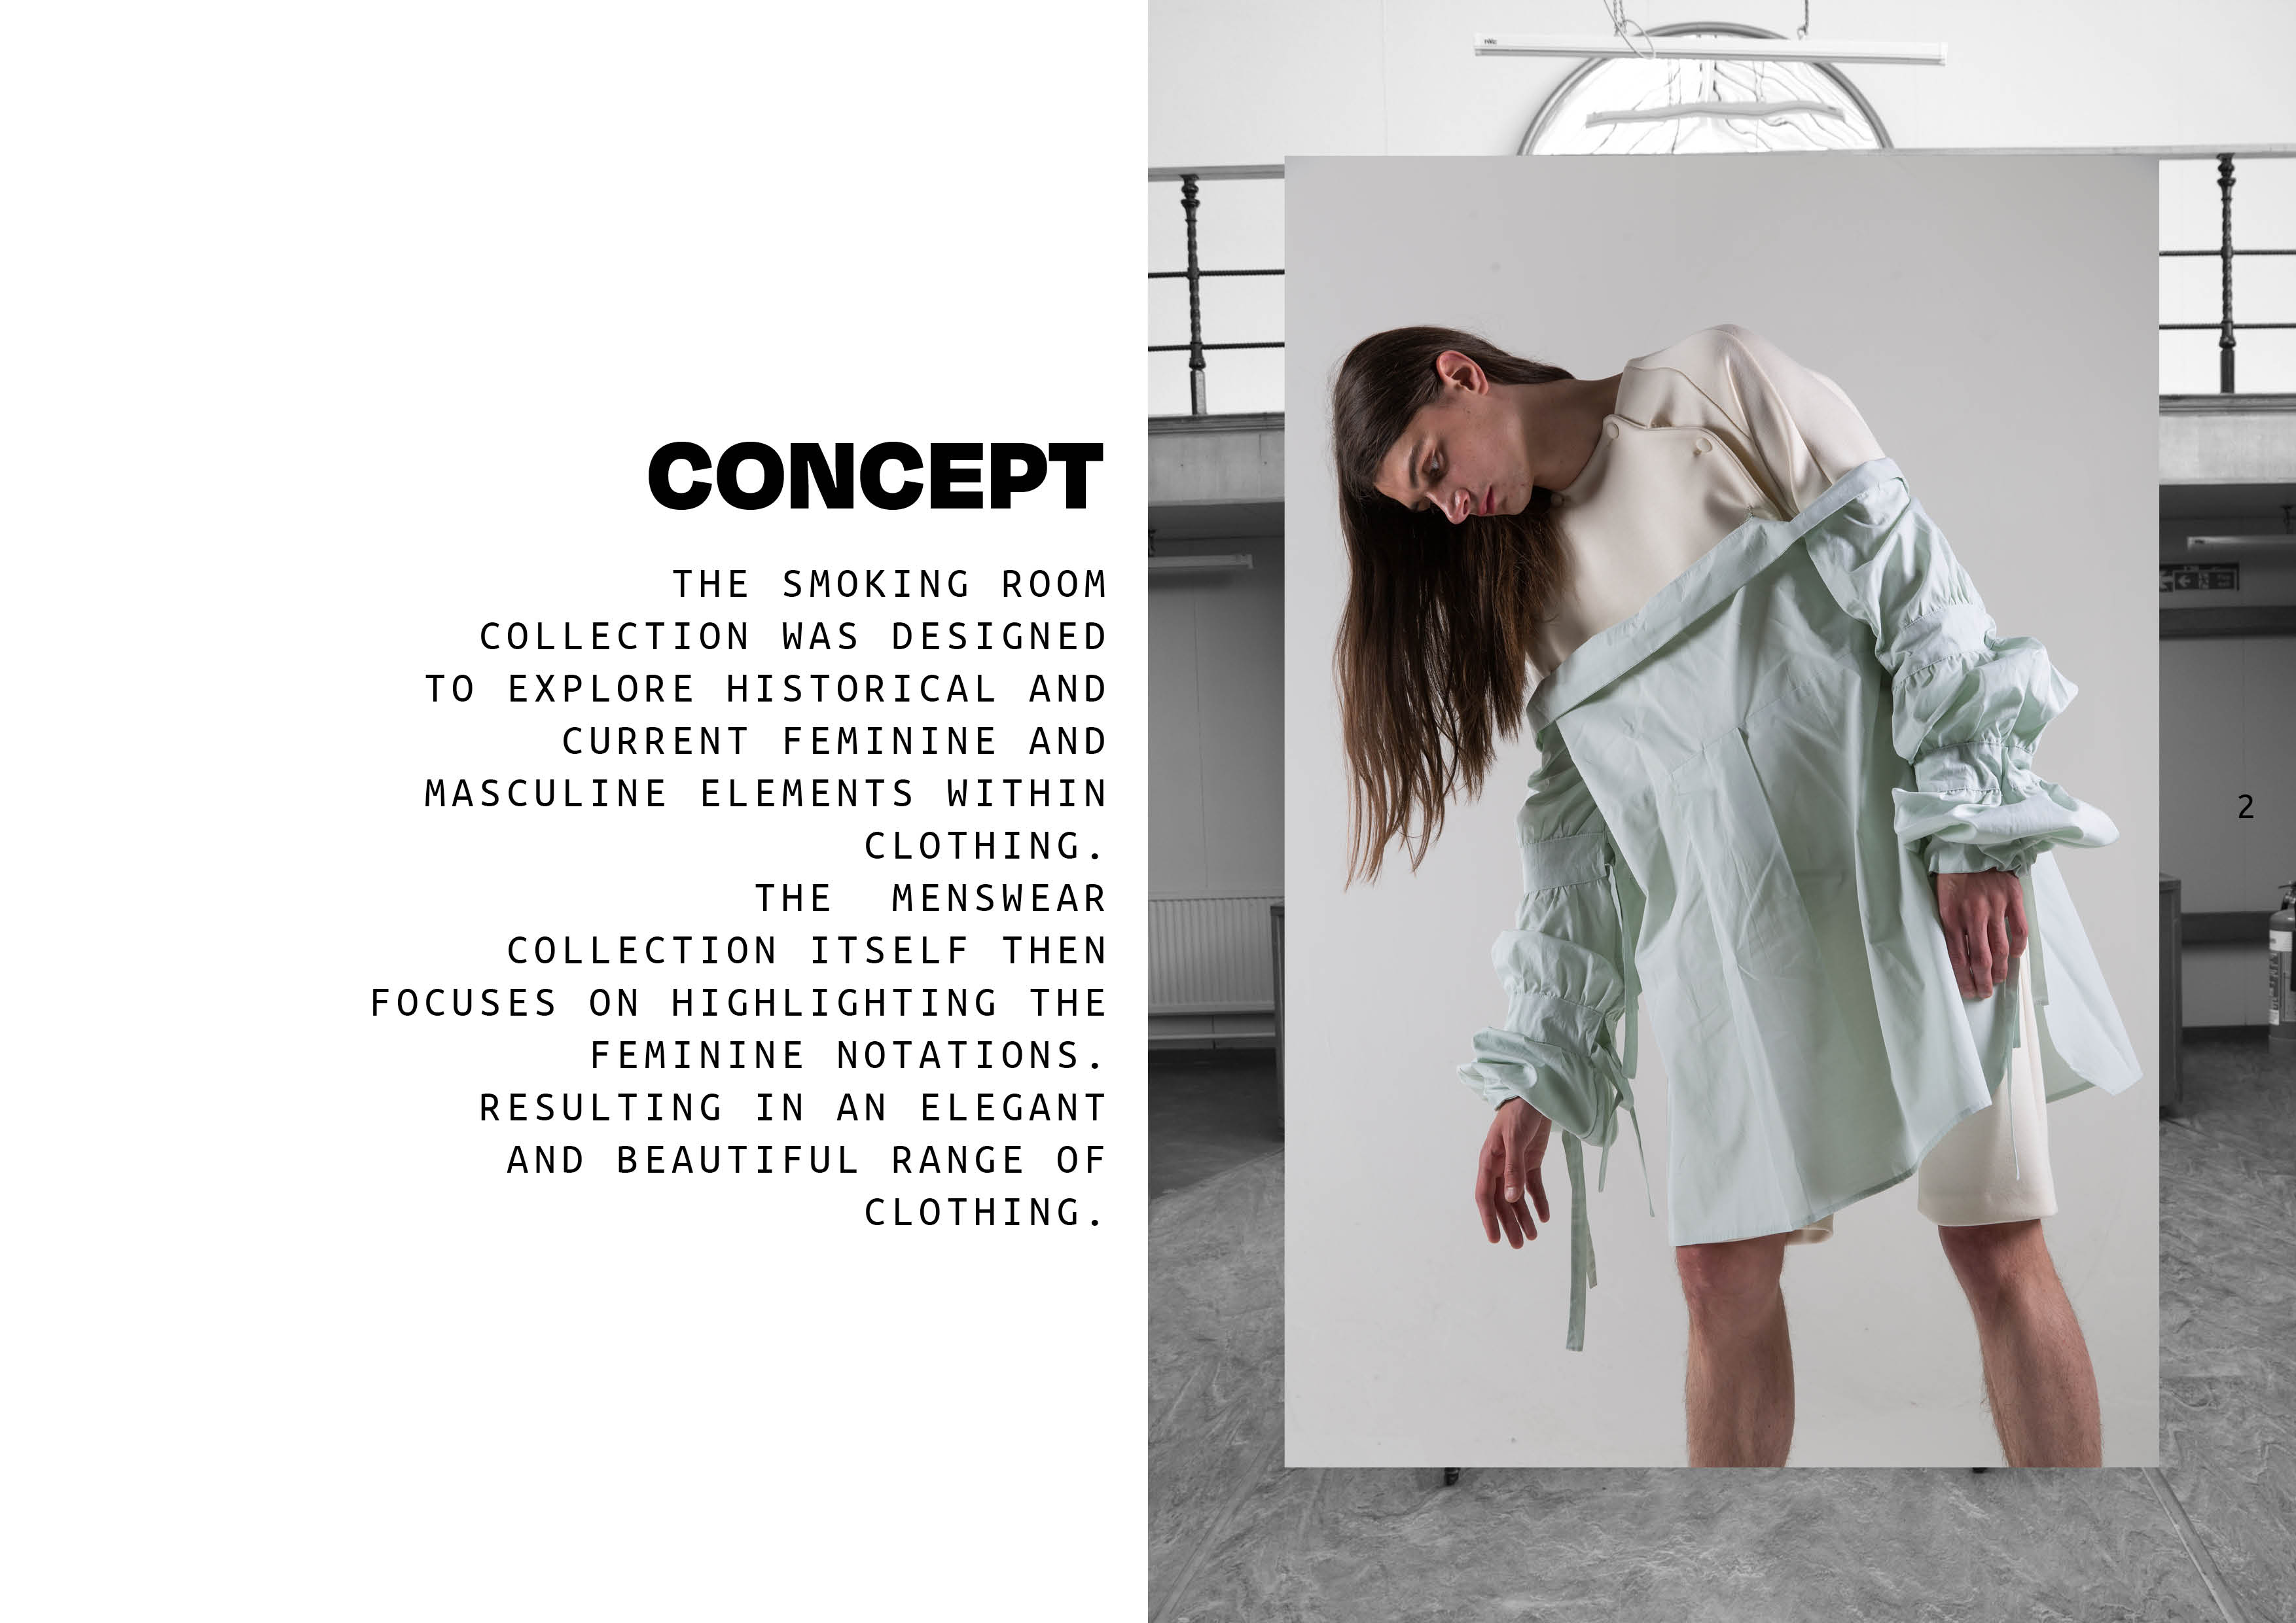 CONCEPT
THE SMOKING ROOM
COLLECTION WAS DESIGNED
TO EXPLORE HISTORICAL AND
CURRENT FEMININE AND
MASCULINE ELEMENTS WITHIN
CLOTHING.
THE  MENSWEAR
COLLECTION ITSELF THEN
FOCUSES ON HIGHLIGHTING THE
FEMININE NOTATIONS.
RESULTING IN AN ELEGANT
AND BEAUTIFUL RANGE OF
CLOTHING.
2